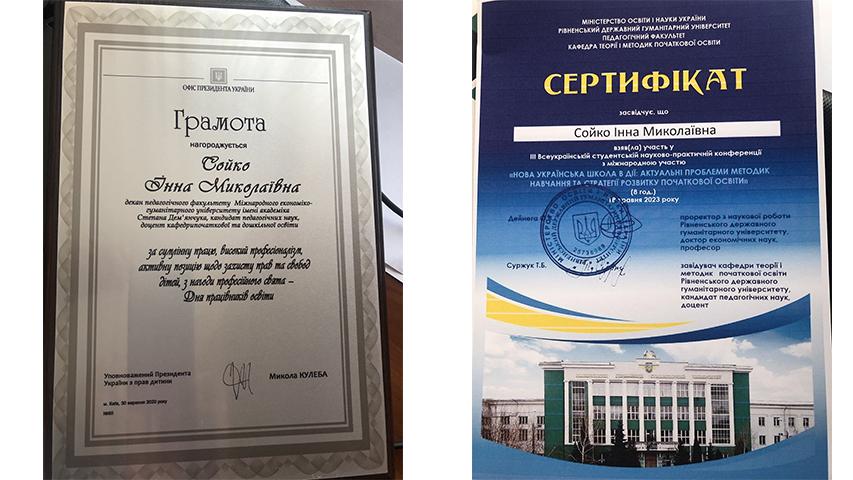 ОФІС ПРЕЗИДЕНТА УКРАЇНИ
Грамота
нагороджується
Сойко
Інна Миколаївна
декан педагогічного факультету Міжнародного економіко-
гуманітарного університету імені академіка
Степана Дем'янчука, кандидат педагогічних наук,
доцент кафедрипочаткової та дошкільної освіти
за сумлінну працю, високий професіоналізм,
активну позицію щодо захисту прав та свобод
дітей, з нагоди професійного свята –
Дня працівників освіти
Уповноважений Президента
України з прав дитини
Микола КУЛЕБА
м. Київ, 30 вересня 2020 року
МІНІСТЕРСТВО ОСВІТИ І НАУКИ УКРАЇНИ
РІВНЕНСЬКИЙ ДЕРЖАВНИЙ ГУМАНІТАРНИЙ УНІВЕРСИТЕТ
ПЕДАГОГІЧНИЙ ФАКУЛЬТЕТ
КАФЕДРА ТЕОРІЇ І МЕТОДИК ПОЧАТКОВОЇ ОСВІТИ
СЕРТИФІКАТ
засвідчує, що
Сойко Інна Миколаївна
взяв(ла) участь у
ІІІ Всеукраїнській студентській науково-практичній конференції
з міжнародною участю
«НОВА УКРАЇНСЬКА ШКОЛА В ДІЇ: АКТУАЛЬНІ ПРОБЛЕМИ МЕТОДИК
НАВЧАННЯ ТА СТРАТЕГІЇ РОЗВИТКУ ПОЧАТКОВОЇ ОСВІТИ»
(8 год.)
18 травня 2023 року
Дейнега
проректор з наукової роботи
Рівненського державного
гуманітарного університету,
доктор економічних наук,
професор
Суржук Т.Б.
завідувач кафедри теорії і
методик початкової освіти
Рівненського державного
гуманітарного університету,
кандидат педагогічних наук,
доцент